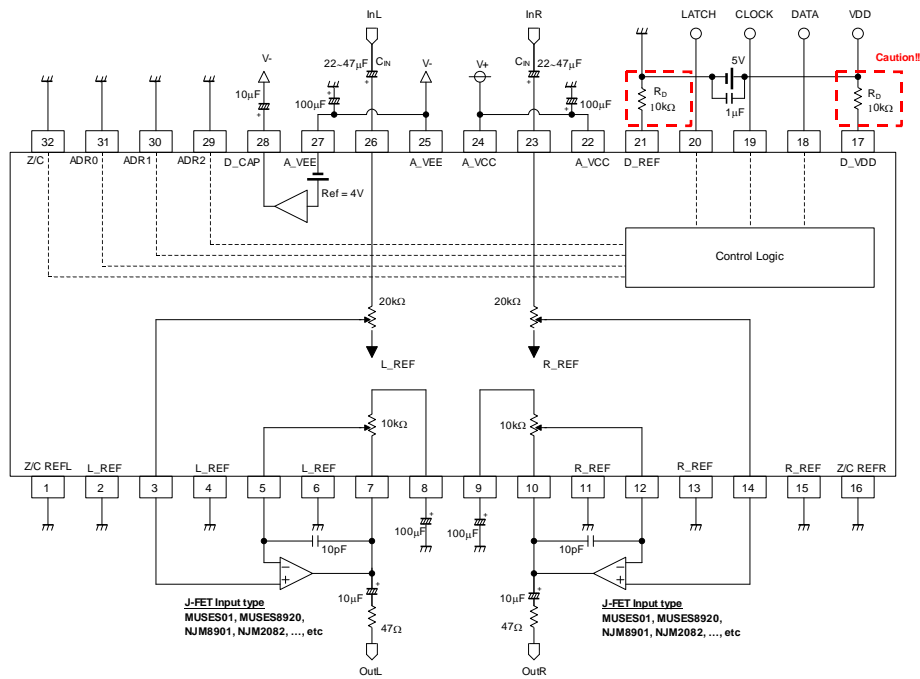 InL InR LATCH CLOCK DATA VDD
V- 22~47µF C_IN V- V+ C_IN 22~47µF 5V Caution!!
10µF 100µF 100µF R_D 10kΩ 1µF R_D 10kΩ
32 31 30 29 28 27 26 25 24 23 22 21 20 19 18 17
Z/C ADR0 ADR1 ADR2 D_CAP A_VEE A_VEE A_VCC A_VCC D_REF D_VDD
Ref = 4V
Control Logic
20kΩ 20kΩ
L_REF R_REF
10kΩ 10kΩ
Z/C REFL L_REF L_REF L_REF R_REF R_REF R_REF Z/C REFR
1 2 3 4 5 6 7 8 9 10 11 12 13 14 15 16
100µF 100µF
10pF 10pF
− + − +
10µF 10µF
J-FET Input type
MUSES01, MUSES8920,
NJM8901, NJM2082, ..., etc
J-FET Input type
MUSES01, MUSES8920,
NJM8901, NJM2082, ..., etc
47Ω 47Ω
OutL OutR